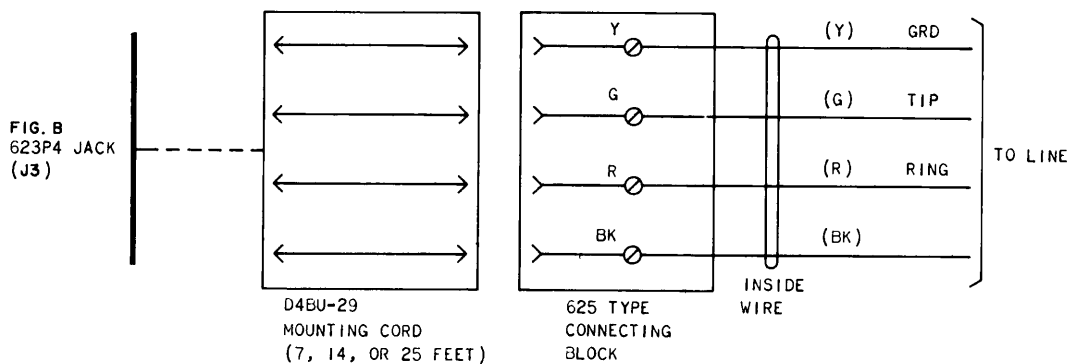 FIG. B
623P4 JACK
(J3)
Y (Y) GRD
G (G) TIP
R (R) RING
BK (BK)
TO LINE
D4BU-29
MOUNTING CORD
(7, 14, OR 25 FEET)
625 TYPE
CONNECTING
BLOCK
INSIDE
WIRE